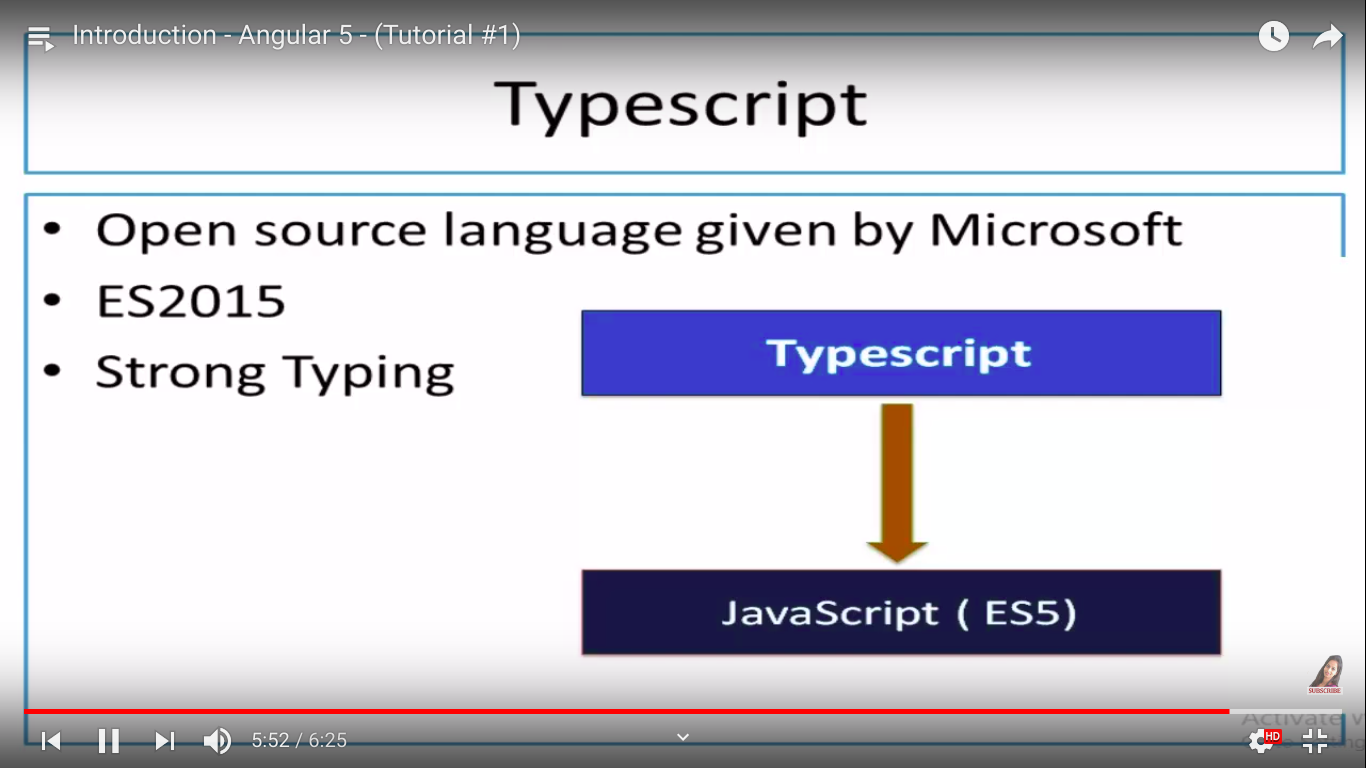 Introduction - Angular 5 - (Tutorial #1)
Typescript
• Open source language given by Microsoft
• ES2015
• Strong Typing
Typescript
JavaScript ( ES5)
SUBSCRIBE
Activate
5:52 / 6:25
HD